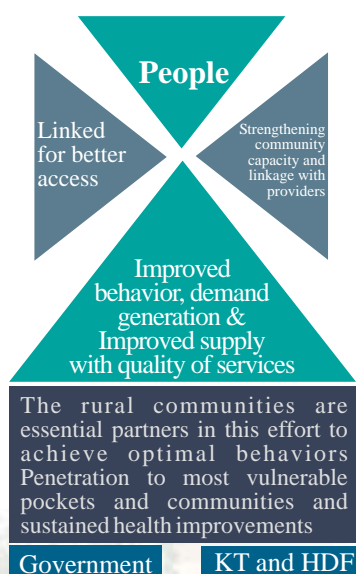 People
Linked
for better
access
Strengthening
community
capacity and
linkage with
providers
Improved
behavior, demand
generation &
Improved supply
with quality of services
The rural communities are
essential partners in this effort to
achieve optimal behaviors
Penetration to most vulnerable
pockets and communities and
sustained health improvements
Government
KT and HDF